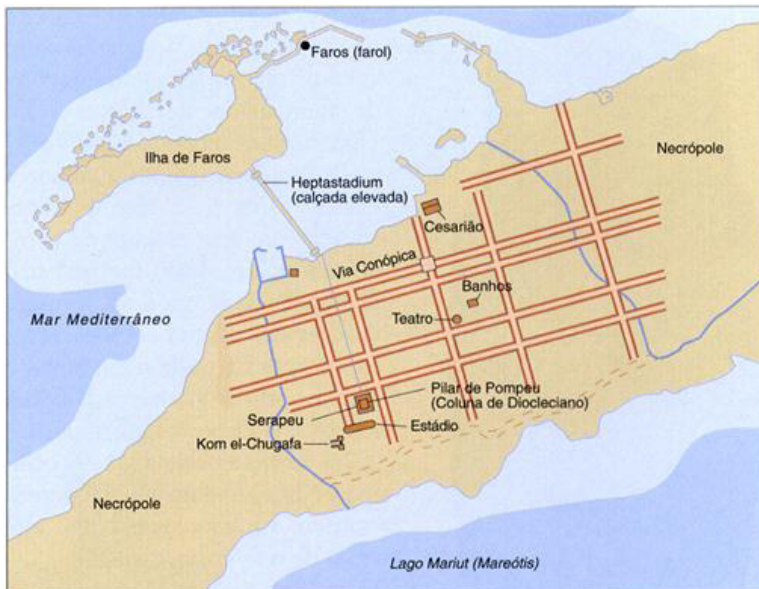 Faros (farol)
Ilha de Faros
Necrópole
Heptastadium
(calçada elevada)
Cesarião
Via Conópica
Banhos
Mar Mediterrâneo
Teatro
Pilar de Pompeu
(Coluna de Diocleciano)
Serapeu
Estádio
Kom el-Chugafa
Necrópole
Lago Mariut (Mareótis)